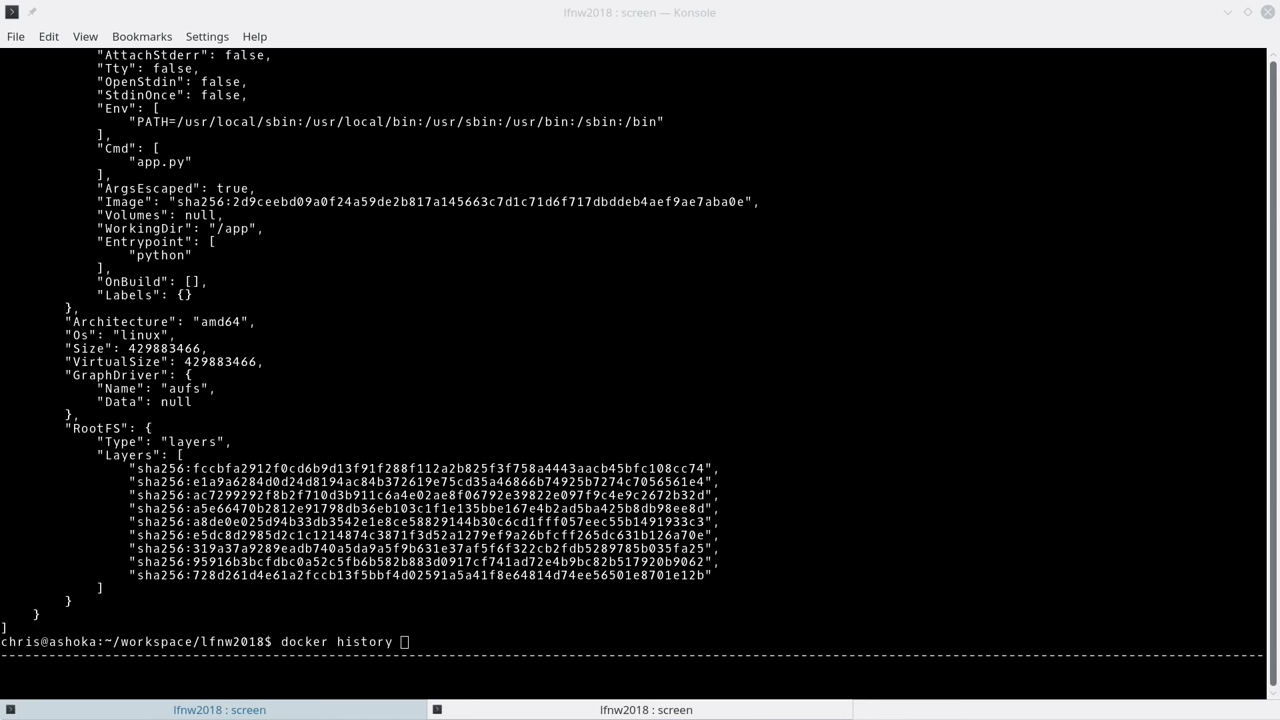 lfnw2018 : screen — Konsole
File Edit View Bookmarks Settings Help
"AttachStderr": false,
"Tty": false,
"OpenStdin": false,
"StdinOnce": false,
"Env": [
"PATH=/usr/local/sbin:/usr/local/bin:/usr/sbin:/usr/bin:/sbin:/bin"
],
"Cmd": [
"app.py"
],
"ArgsEscaped": true,
"Image": "sha256:2d9ceebd09a0f24a59de2b817a145663c7d1c71d6f717dbddeb4aef9ae7aba0e",
"Volumes": null,
"WorkingDir": "/app",
"Entrypoint": [
"python"
],
"OnBuild": [],
"Labels": {}
},
"Architecture": "amd64",
"Os": "linux",
"Size": 429883466,
"VirtualSize": 429883466,
"GraphDriver": {
"Name": "aufs",
"Data": null
},
"RootFS": {
"Type": "layers",
"Layers": [
"sha256:fccbfa2912f0cd6b9d13f91f288f112a2b825f3f758a4443aacb45bfc108cc74",
"sha256:e1a9a6284d0d24d8194ac84b372619e75cd35a46866b74925b7274c7056561e4",
"sha256:ac7299292f8b2f710d3b911c6a4e02ae8f06792e39822e097f9c4e9c2672b32d",
"sha256:a5e66470b2812e91798db36eb103c1f1e135bbe167e4b2ad5ba425b8db98ee8d",
"sha256:a8de0e025d94b33db3542e1e8ce58829144b30c6cd1fff057eec55b1491933c3",
"sha256:e5dc8d2985d2c1c1214874c3871f3d52a1279ef9a26bfcff265dc631b126a70e",
"sha256:319a37a9289eadb740a5da9a5f9b631e37af5f6f322cb2fdb5289785b035fa25",
"sha256:95916b3bcfdbc0a52c5fb6b582b883d0917cf741ad72e4b9bc82b517920b9062",
"sha256:728d261d4e61a2fccb13f5bbf4d02591a5a41f8e64814d74ee56501e8701e12b"
]
}
}
]
chris@ashoka:~/workspace/lfnw2018$ docker history
lfnw2018 : screen
lfnw2018 : screen